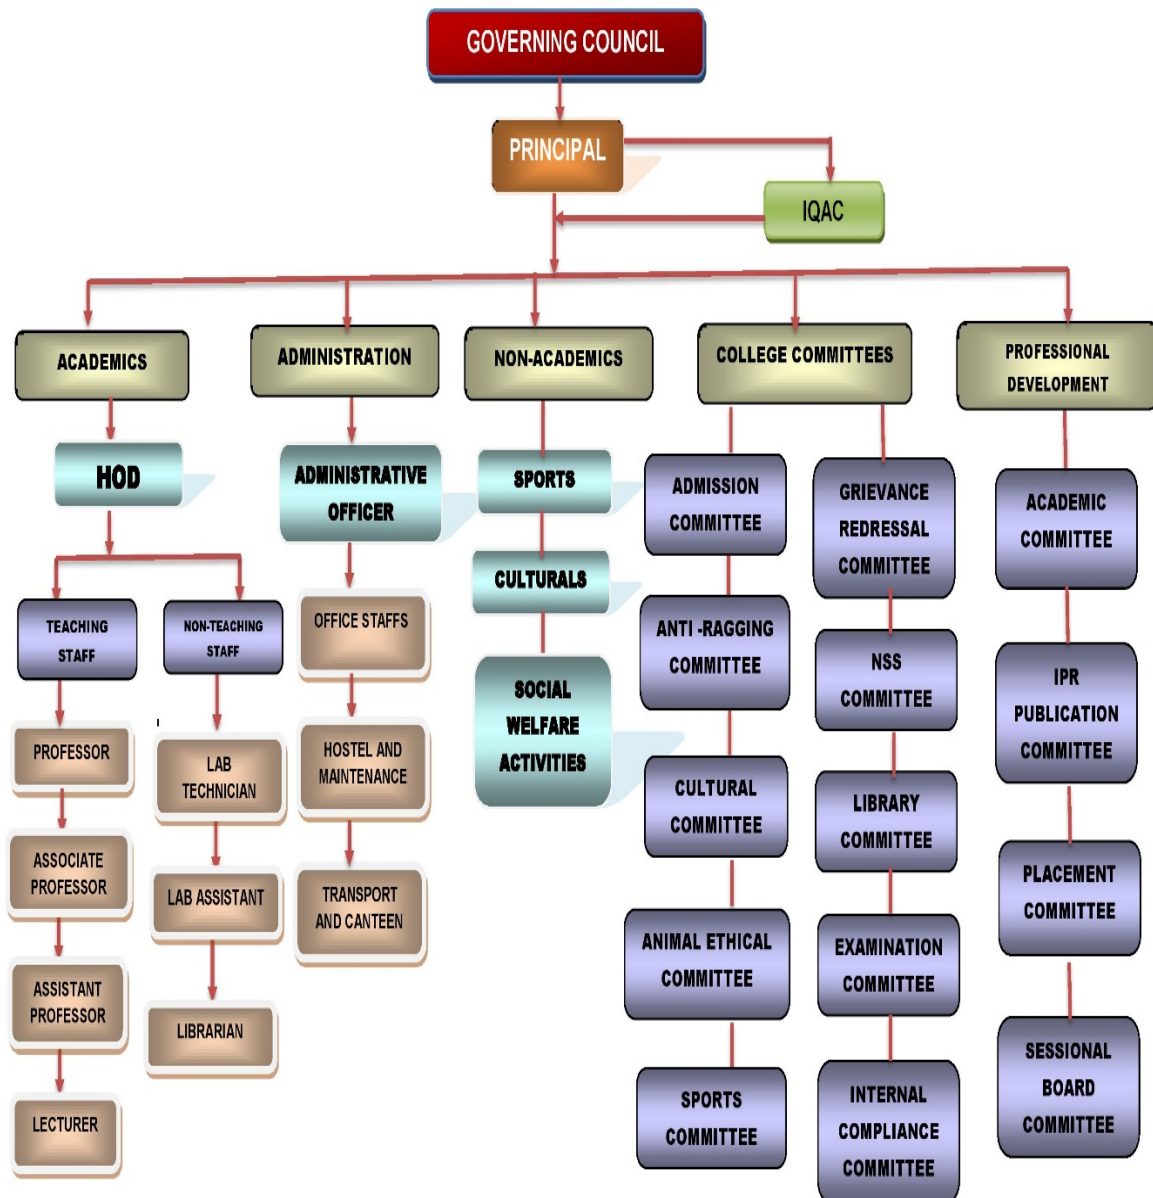 GOVERNING COUNCIL
PRINCIPAL
IQAC
ACADEMICS
ADMINISTRATION
NON-ACADEMICS
COLLEGE COMMITTEES
PROFESSIONAL
DEVELOPMENT
HOD
TEACHING
STAFF
NON-TEACHING
STAFF
PROFESSOR
ASSOCIATE
PROFESSOR
ASSISTANT
PROFESSOR
LECTURER
LAB
TECHNICIAN
LAB ASSISTANT
LIBRARIAN
ADMINISTRATIVE
OFFICER
OFFICE STAFFS
HOSTEL AND
MAINTENANCE
TRANSPORT
AND CANTEEN
SPORTS
CULTURALS
SOCIAL
WELFARE
ACTIVITIES
ADMISSION
COMMITTEE
ANTI -RAGGING
COMMITTEE
CULTURAL
COMMITTEE
ANIMAL ETHICAL
COMMITTEE
SPORTS
COMMITTEE
GRIEVANCE
REDRESSAL
COMMITTEE
NSS
COMMITTEE
LIBRARY
COMMITTEE
EXAMINATION
COMMITTEE
INTERNAL
COMPLIANCE
COMMITTEE
ACADEMIC
COMMITTEE
IPR
PUBLICATION
COMMITTEE
PLACEMENT
COMMITTEE
SESSIONAL
BOARD
COMMITTEE